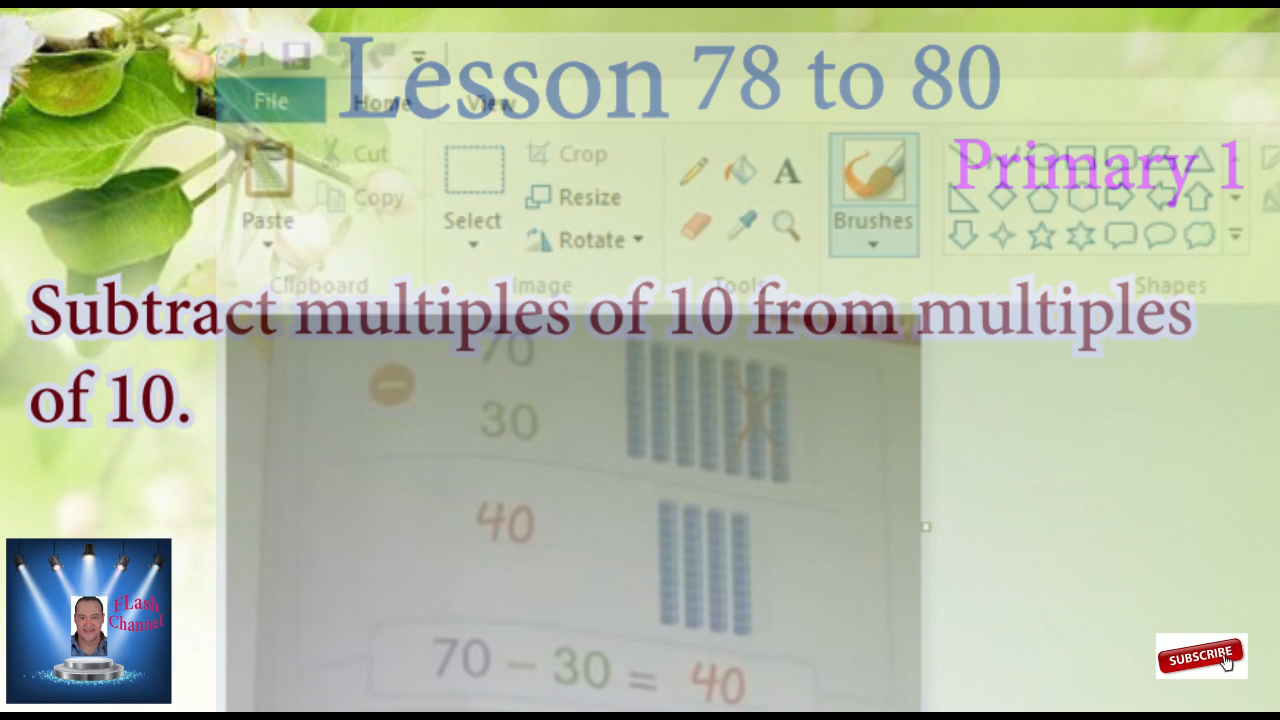 Lesson 78 to 80
File Home View
Primary 1
Cut
Crop
Copy
Resize
Paste
Select
Rotate
A
Brushes
Clipboard
Image
Tools
Shapes
Subtract multiples of 10 from multiples
of 10.
70
30
40
70 – 30 = 40
FLash
Channel
SUBSCRIBE